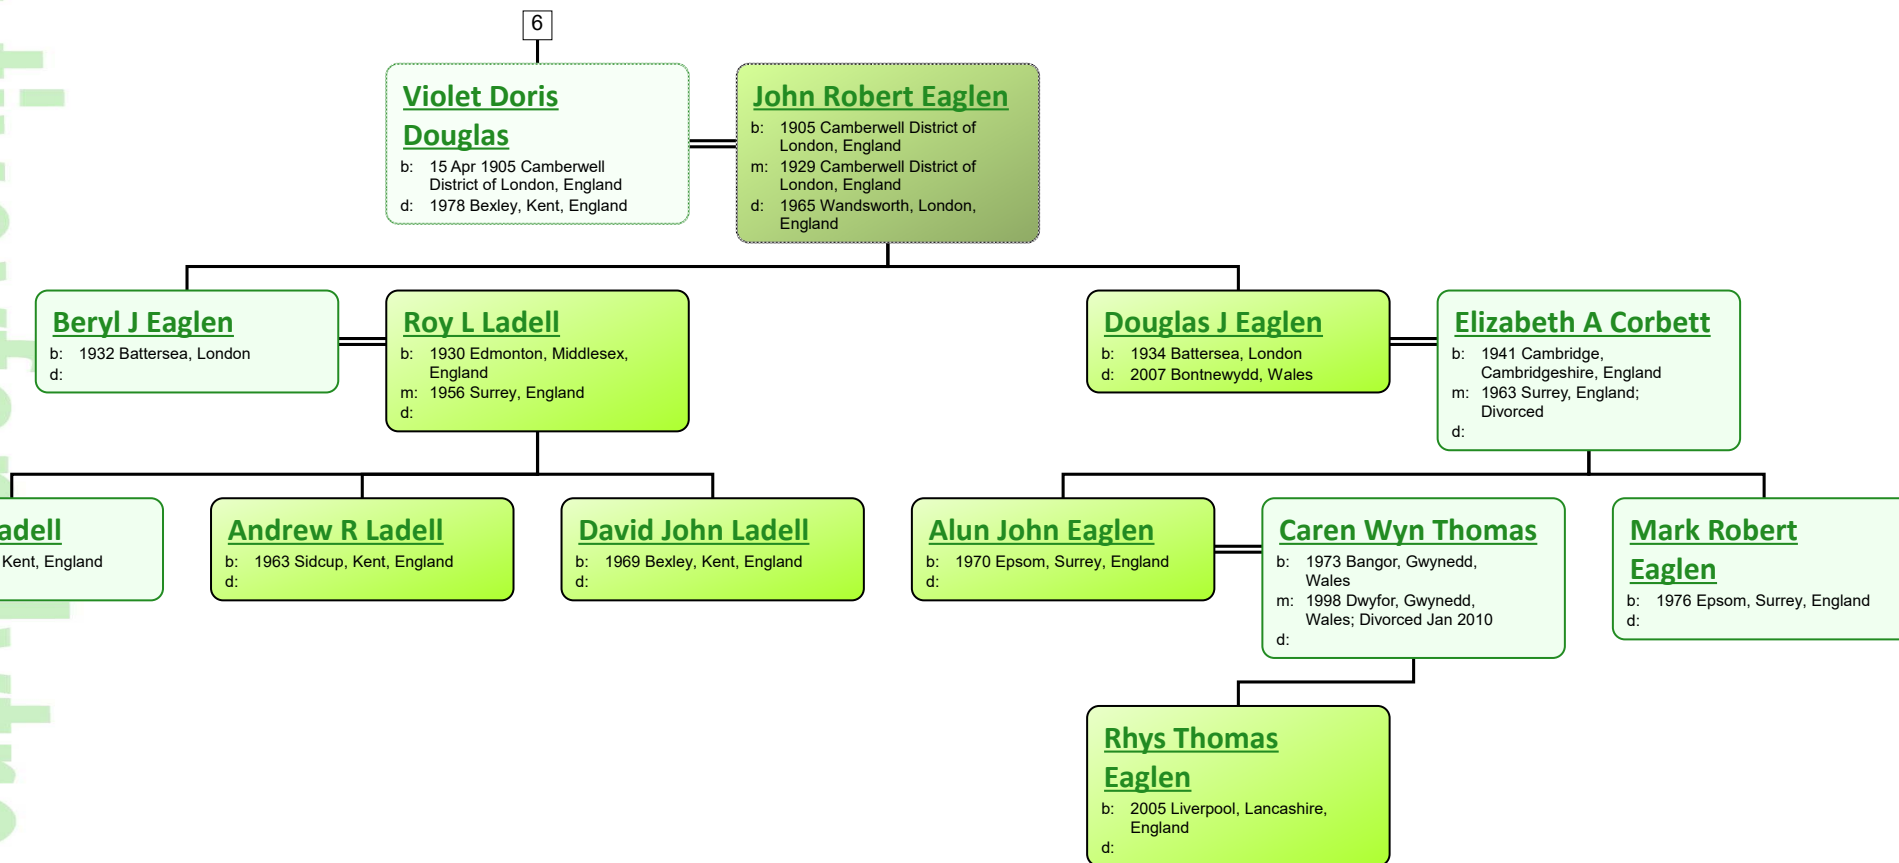 6
Violet Doris
Douglas
b: 15 Apr 1905 Camberwell
District of London, England
d: 1978 Bexley, Kent, England
John Robert Eaglen
b: 1905 Camberwell District of
London, England
m: 1929 Camberwell District of
London, England
d: 1965 Wandsworth, London,
England
Beryl J Eaglen
b: 1932 Battersea, London
d:
Roy L Ladell
b: 1930 Edmonton, Middlesex,
England
m: 1956 Surrey, England
d:
Douglas J Eaglen
b: 1934 Battersea, London
d: 2007 Bontnewydd, Wales
Elizabeth A Corbett
b: 1941 Cambridge,
Cambridgeshire, England
m: 1963 Surrey, England;
Divorced
d:
adell
Kent, England
Andrew R Ladell
b: 1963 Sidcup, Kent, England
d:
David John Ladell
b: 1969 Bexley, Kent, England
d:
Alun John Eaglen
b: 1970 Epsom, Surrey, England
d:
Caren Wyn Thomas
b: 1973 Bangor, Gwynedd,
Wales
m: 1998 Dwyfor, Gwynedd,
Wales; Divorced Jan 2010
d:
Mark Robert
Eaglen
b: 1976 Epsom, Surrey, England
d:
Rhys Thomas
Eaglen
b: 2005 Liverpool, Lancashire,
England
d: